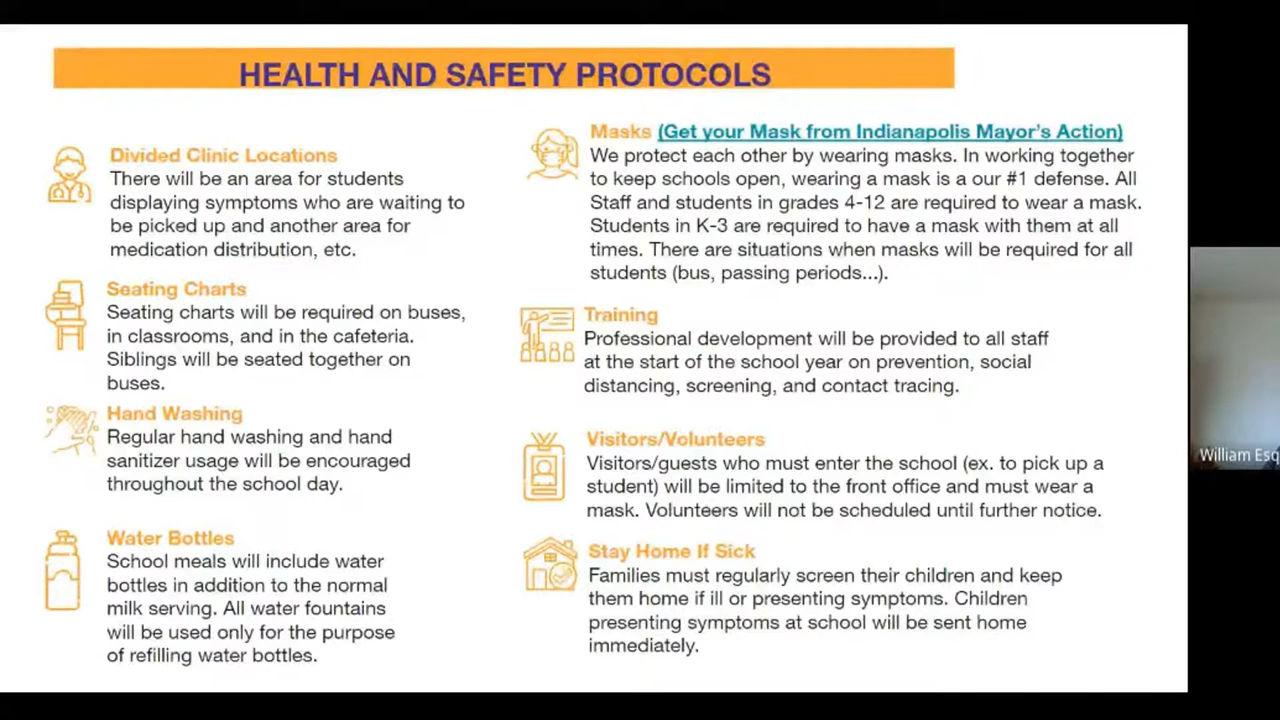 HEALTH AND SAFETY PROTOCOLS
Divided Clinic Locations
There will be an area for students
displaying symptoms who are waiting to
be picked up and another area for
medication distribution, etc.
Seating Charts
Seating charts will be required on buses,
in classrooms, and in the cafeteria.
Siblings will be seated together on
buses.
Hand Washing
Regular hand washing and hand
sanitizer usage will be encouraged
throughout the school day.
Water Bottles
School meals will include water
bottles in addition to the normal
milk serving. All water fountains
will be used only for the purpose
of refilling water bottles.
Masks (Get your Mask from Indianapolis Mayor's Action)
We protect each other by wearing masks. In working together
to keep schools open, wearing a mask is a our #1 defense. All
Staff and students in grades 4-12 are required to wear a mask.
Students in K-3 are required to have a mask with them at all
times. There are situations when masks will be required for all
students (bus, passing periods...).
Training
Professional development will be provided to all staff
at the start of the school year on prevention, social
distancing, screening, and contact tracing.
Visitors/Volunteers
Visitors/guests who must enter the school (ex. to pick up a
student) will be limited to the front office and must wear a
mask. Volunteers will not be scheduled until further notice.
Stay Home If Sick
Families must regularly screen their children and keep
them home if ill or presenting symptoms. Children
presenting symptoms at school will be sent home
immediately.
William Esq